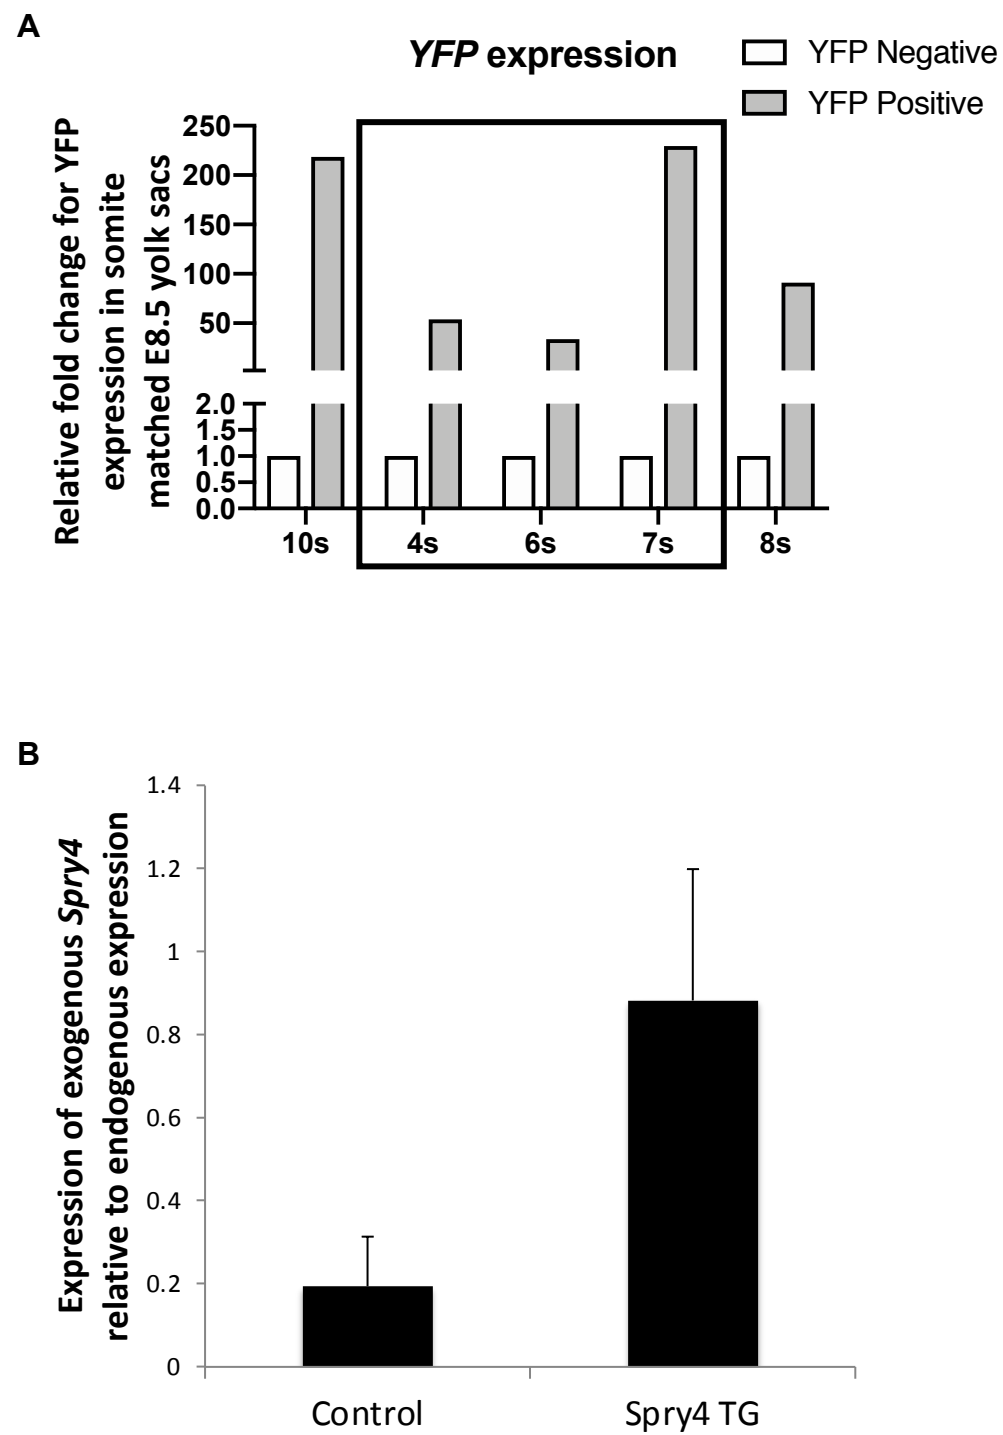 A
YFP expression
YFP Negative
YFP Positive
Relative fold change for YFP
expression in somite
matched E8.5 yolk sacs
250
200
150
100
50
2.0
1.5
1.0
0.5
0.0
10s
4s
6s
7s
8s
B
Expression of exogenous Spry4
relative to endogenous expression
1.4
1.2
1
0.8
0.6
0.4
0.2
0
Control
Spry4 TG